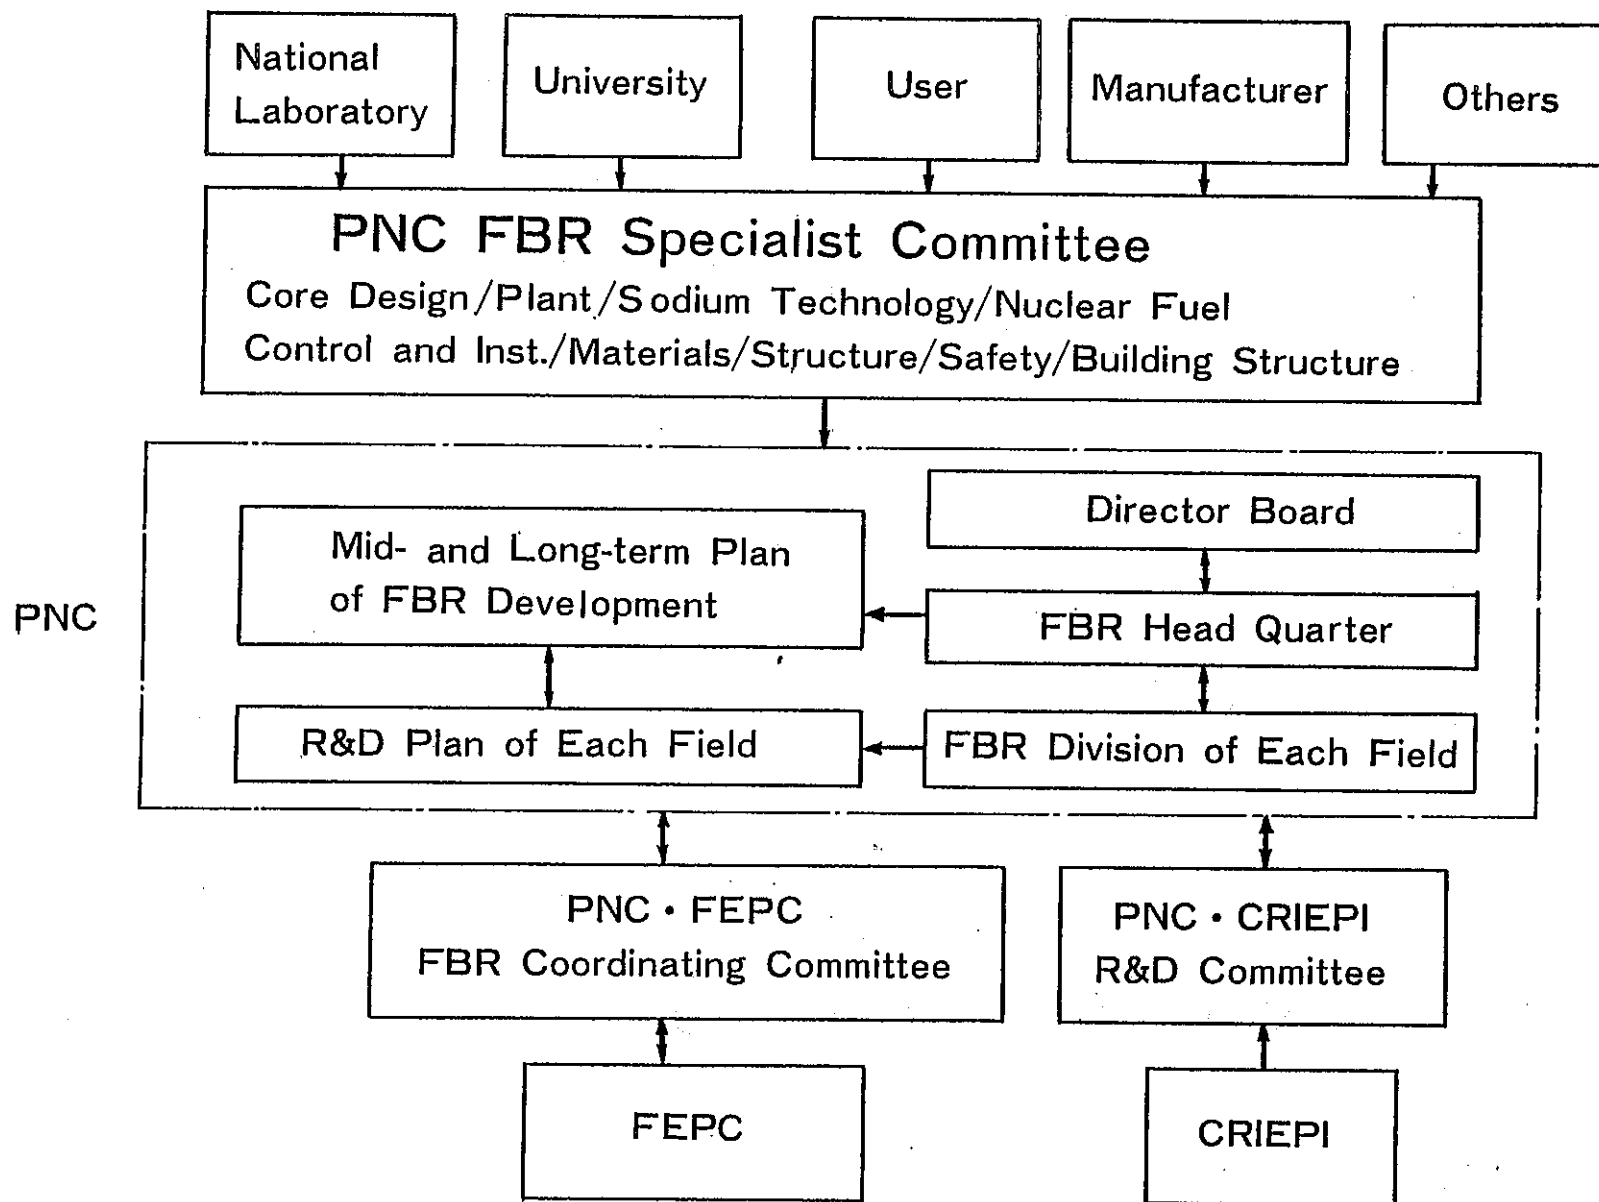 National
Laboratory
University
User
Manufacturer
Others
PNC FBR Specialist Committee
Core Design/Plant/Sodium Technology/Nuclear Fuel
Control and Inst./Materials/Structure/Safety/Building Structure
PNC
Director Board
Mid- and Long-term Plan
of FBR Development
FBR Head Quarter
R&D Plan of Each Field
FBR Division of Each Field
PNC・FEPC
FBR Coordinating Committee
PNC・CRIEPI
R&D Committee
FEPC
CRIEPI